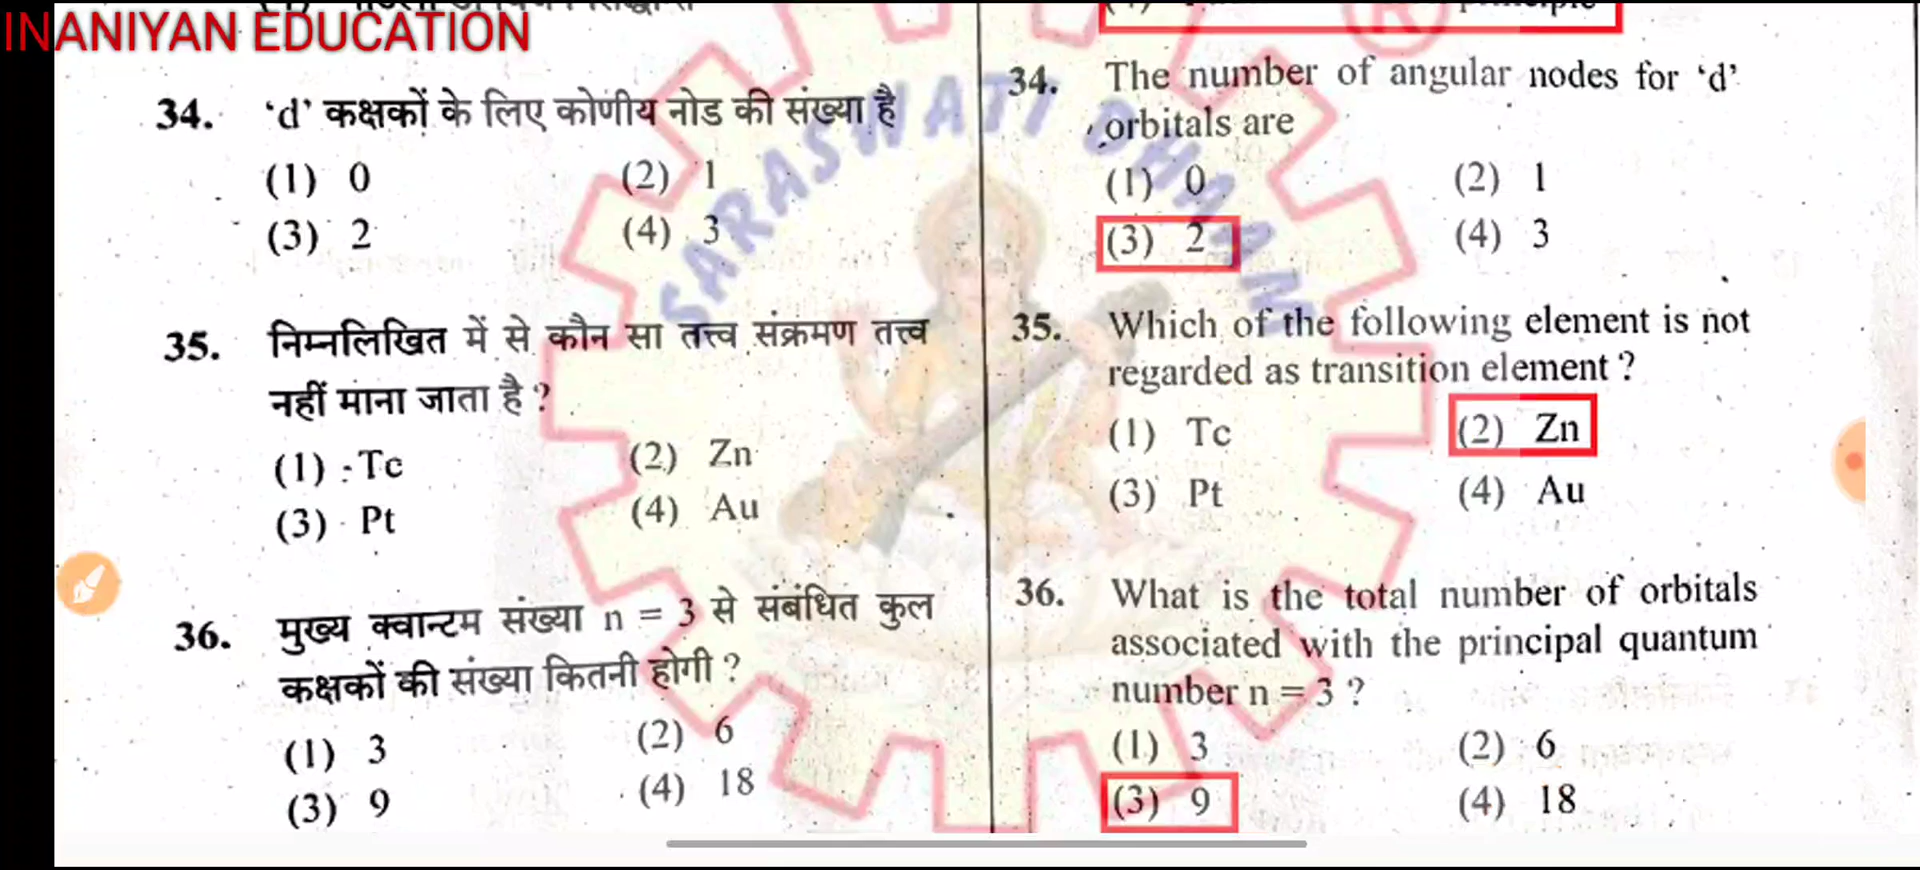 INANIYAN EDUCATION
34. 'd' कक्षकों के लिए कोणीय नोड की संख्या है
(1) 0 (2) 1
(3) 2 (4) 3
35. निम्नलिखित में से कौन सा तत्त्व संक्रमण तत्त्व
नहीं माना जाता है ?
(1) Tc (2) Zn
(3) Pt (4) Au
36. मुख्य क्वान्टम संख्या n = 3 से संबंधित कुल
कक्षकों की संख्या कितनी होगी ?
(1) 3 (2) 6
(3) 9 (4) 18
34. The number of angular nodes for 'd'
orbitals are
(1) 0 (2) 1
(3) 2 (4) 3
35. Which of the following element is not
regarded as transition element ?
(1) Tc (2) Zn
(3) Pt (4) Au
36. What is the total number of orbitals
associated with the principal quantum
number n = 3 ?
(1) 3 (2) 6
(3) 9 (4) 18
SARASWATI DHAM
R